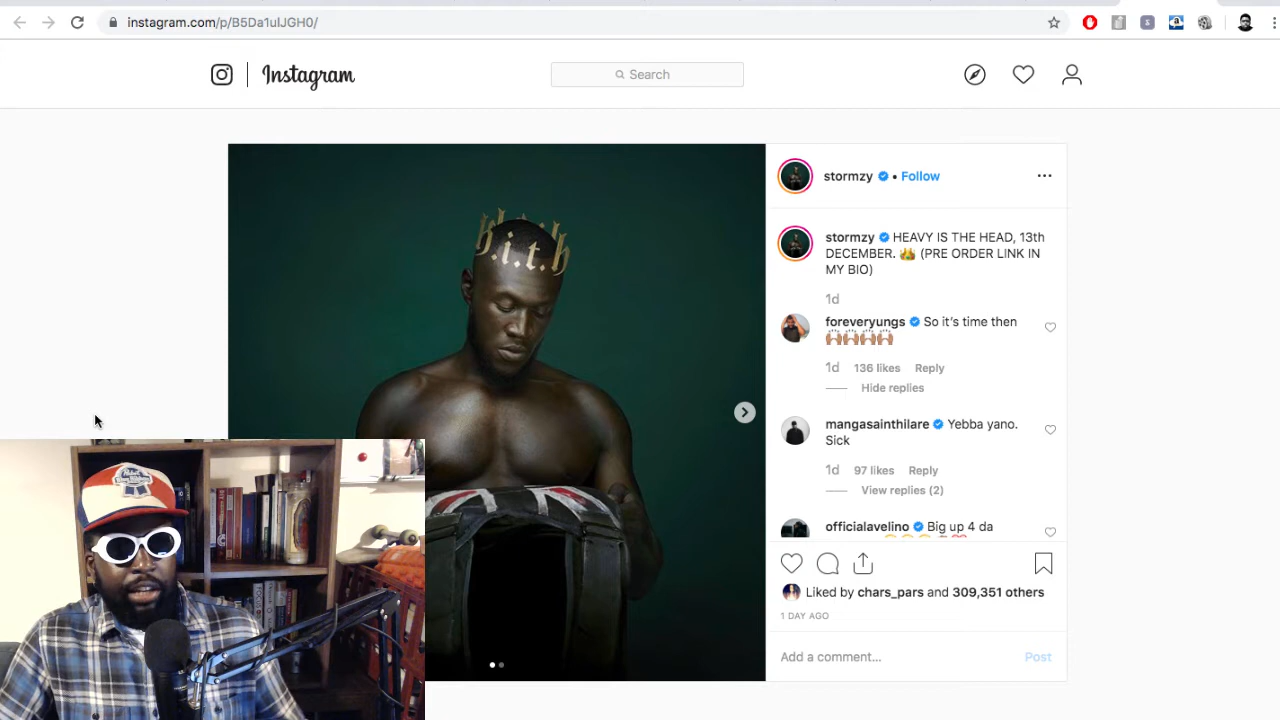 instagram.com/p/B5Da1ulJGH0/
Instagram
Search
h.i.t.h
stormzy • Follow
stormzy HEAVY IS THE HEAD, 13th
DECEMBER. 👑 (PRE ORDER LINK IN
MY BIO)
1d
foreveryungs So it's time then
🙌🏽🙌🏽🙌🏽🙌🏽
1d 136 likes Reply
Hide replies
mangasainthilare Yebba yano.
Sick
1d 97 likes Reply
View replies (2)
officialavelino Big up 4 da
Liked by chars_pars and 309,351 others
1 DAY AGO
Add a comment... Post